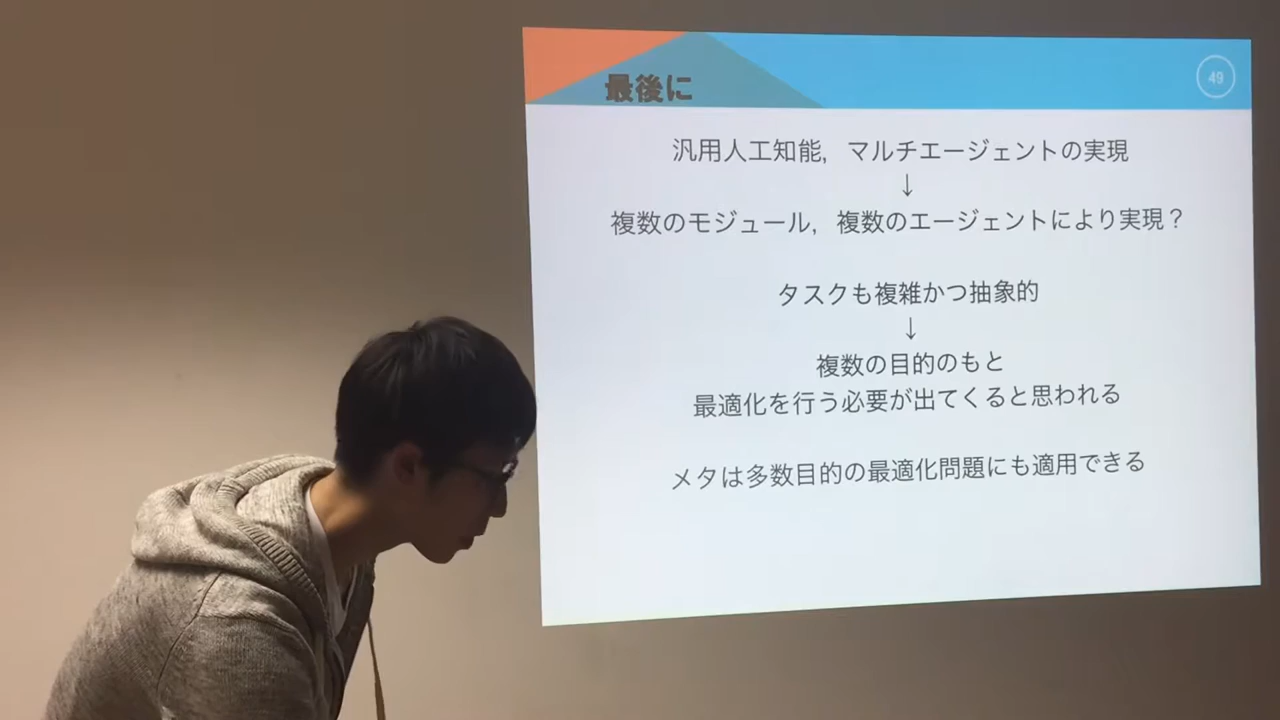 最後に
49
汎用人工知能，マルチエージェントの実現
↓
複数のモジュール，複数のエージェントにより実現？
タスクも複雑かつ抽象的
↓
複数の目的のもと
最適化を行う必要が出てくると思われる
メタは多数目的の最適化問題にも適用できる